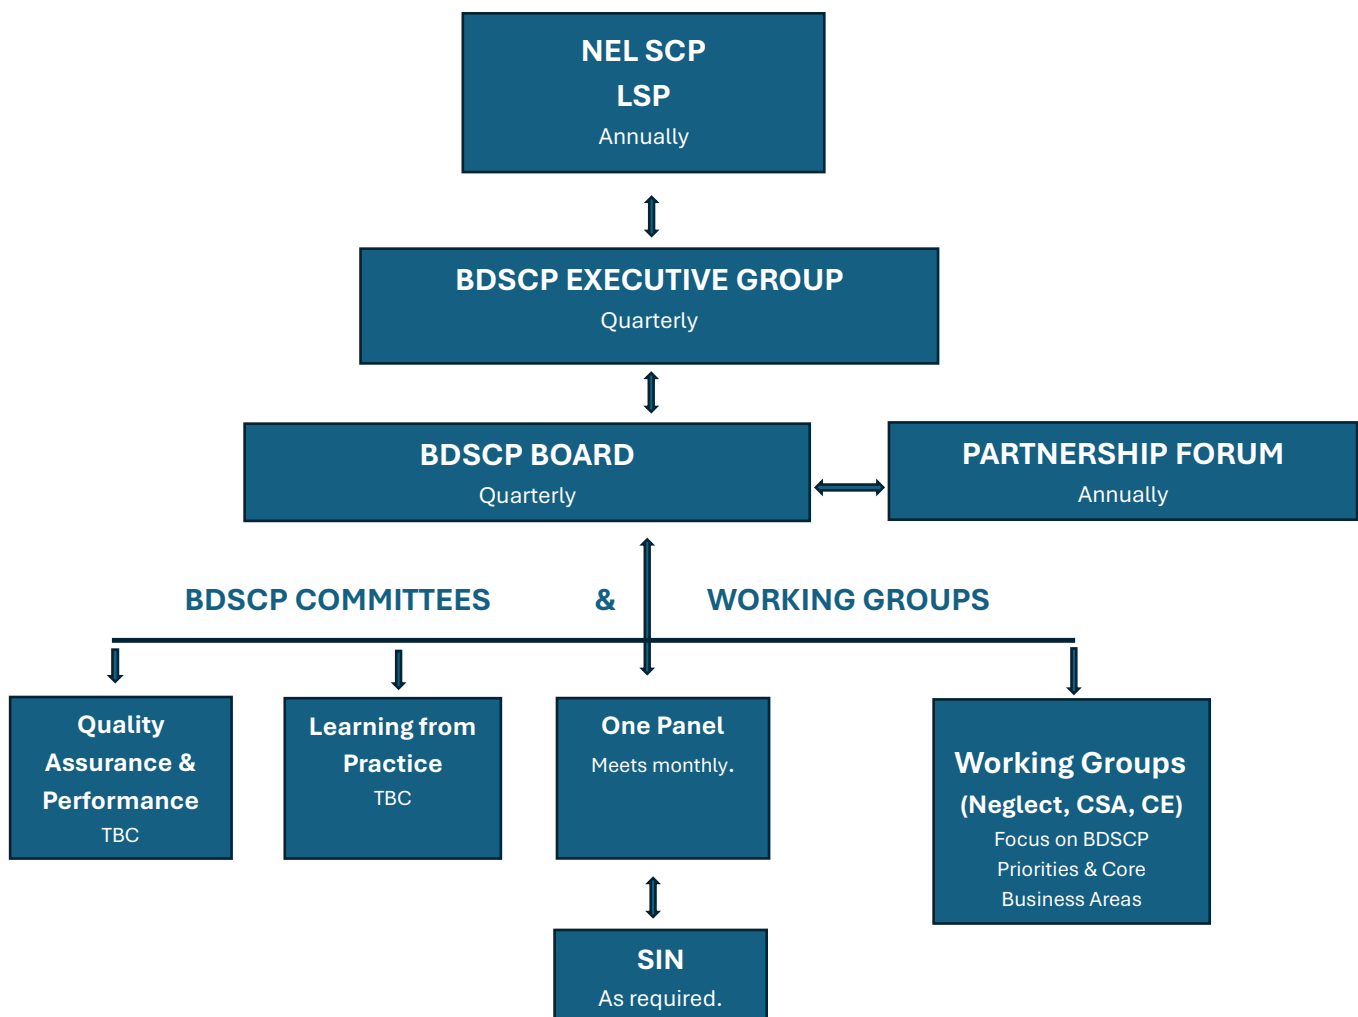 NEL SCP
LSP
Annually
BDSCP EXECUTIVE GROUP
Quarterly
BDSCP BOARD
Quarterly
PARTNERSHIP FORUM
Annually
BDSCP COMMITTEES & WORKING GROUPS
Quality
Assurance &
Performance
TBC
Learning from
Practice
TBC
One Panel
Meets monthly.
Working Groups
(Neglect, CSA, CE)
Focus on BDSCP
Priorities & Core
Business Areas
SIN
As required.